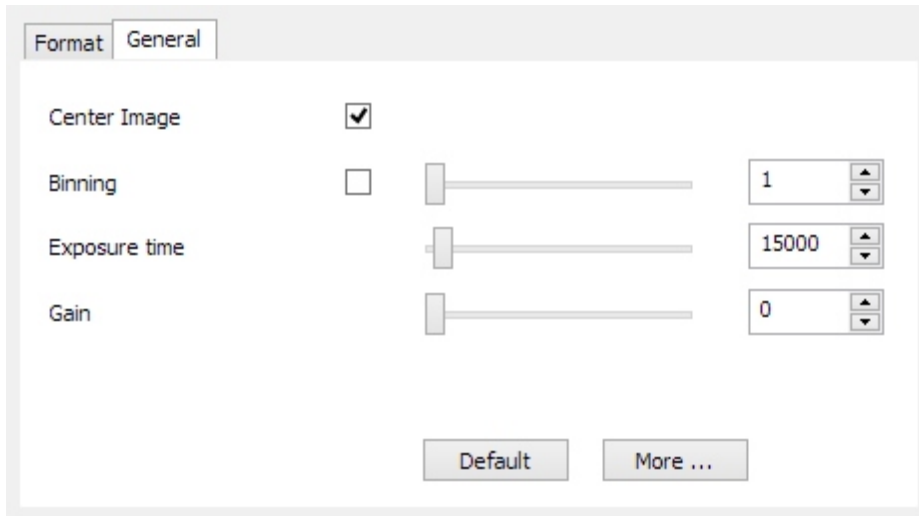 Format General
Center Image
Binning 1
Exposure time 15000
Gain 0
Default More ...